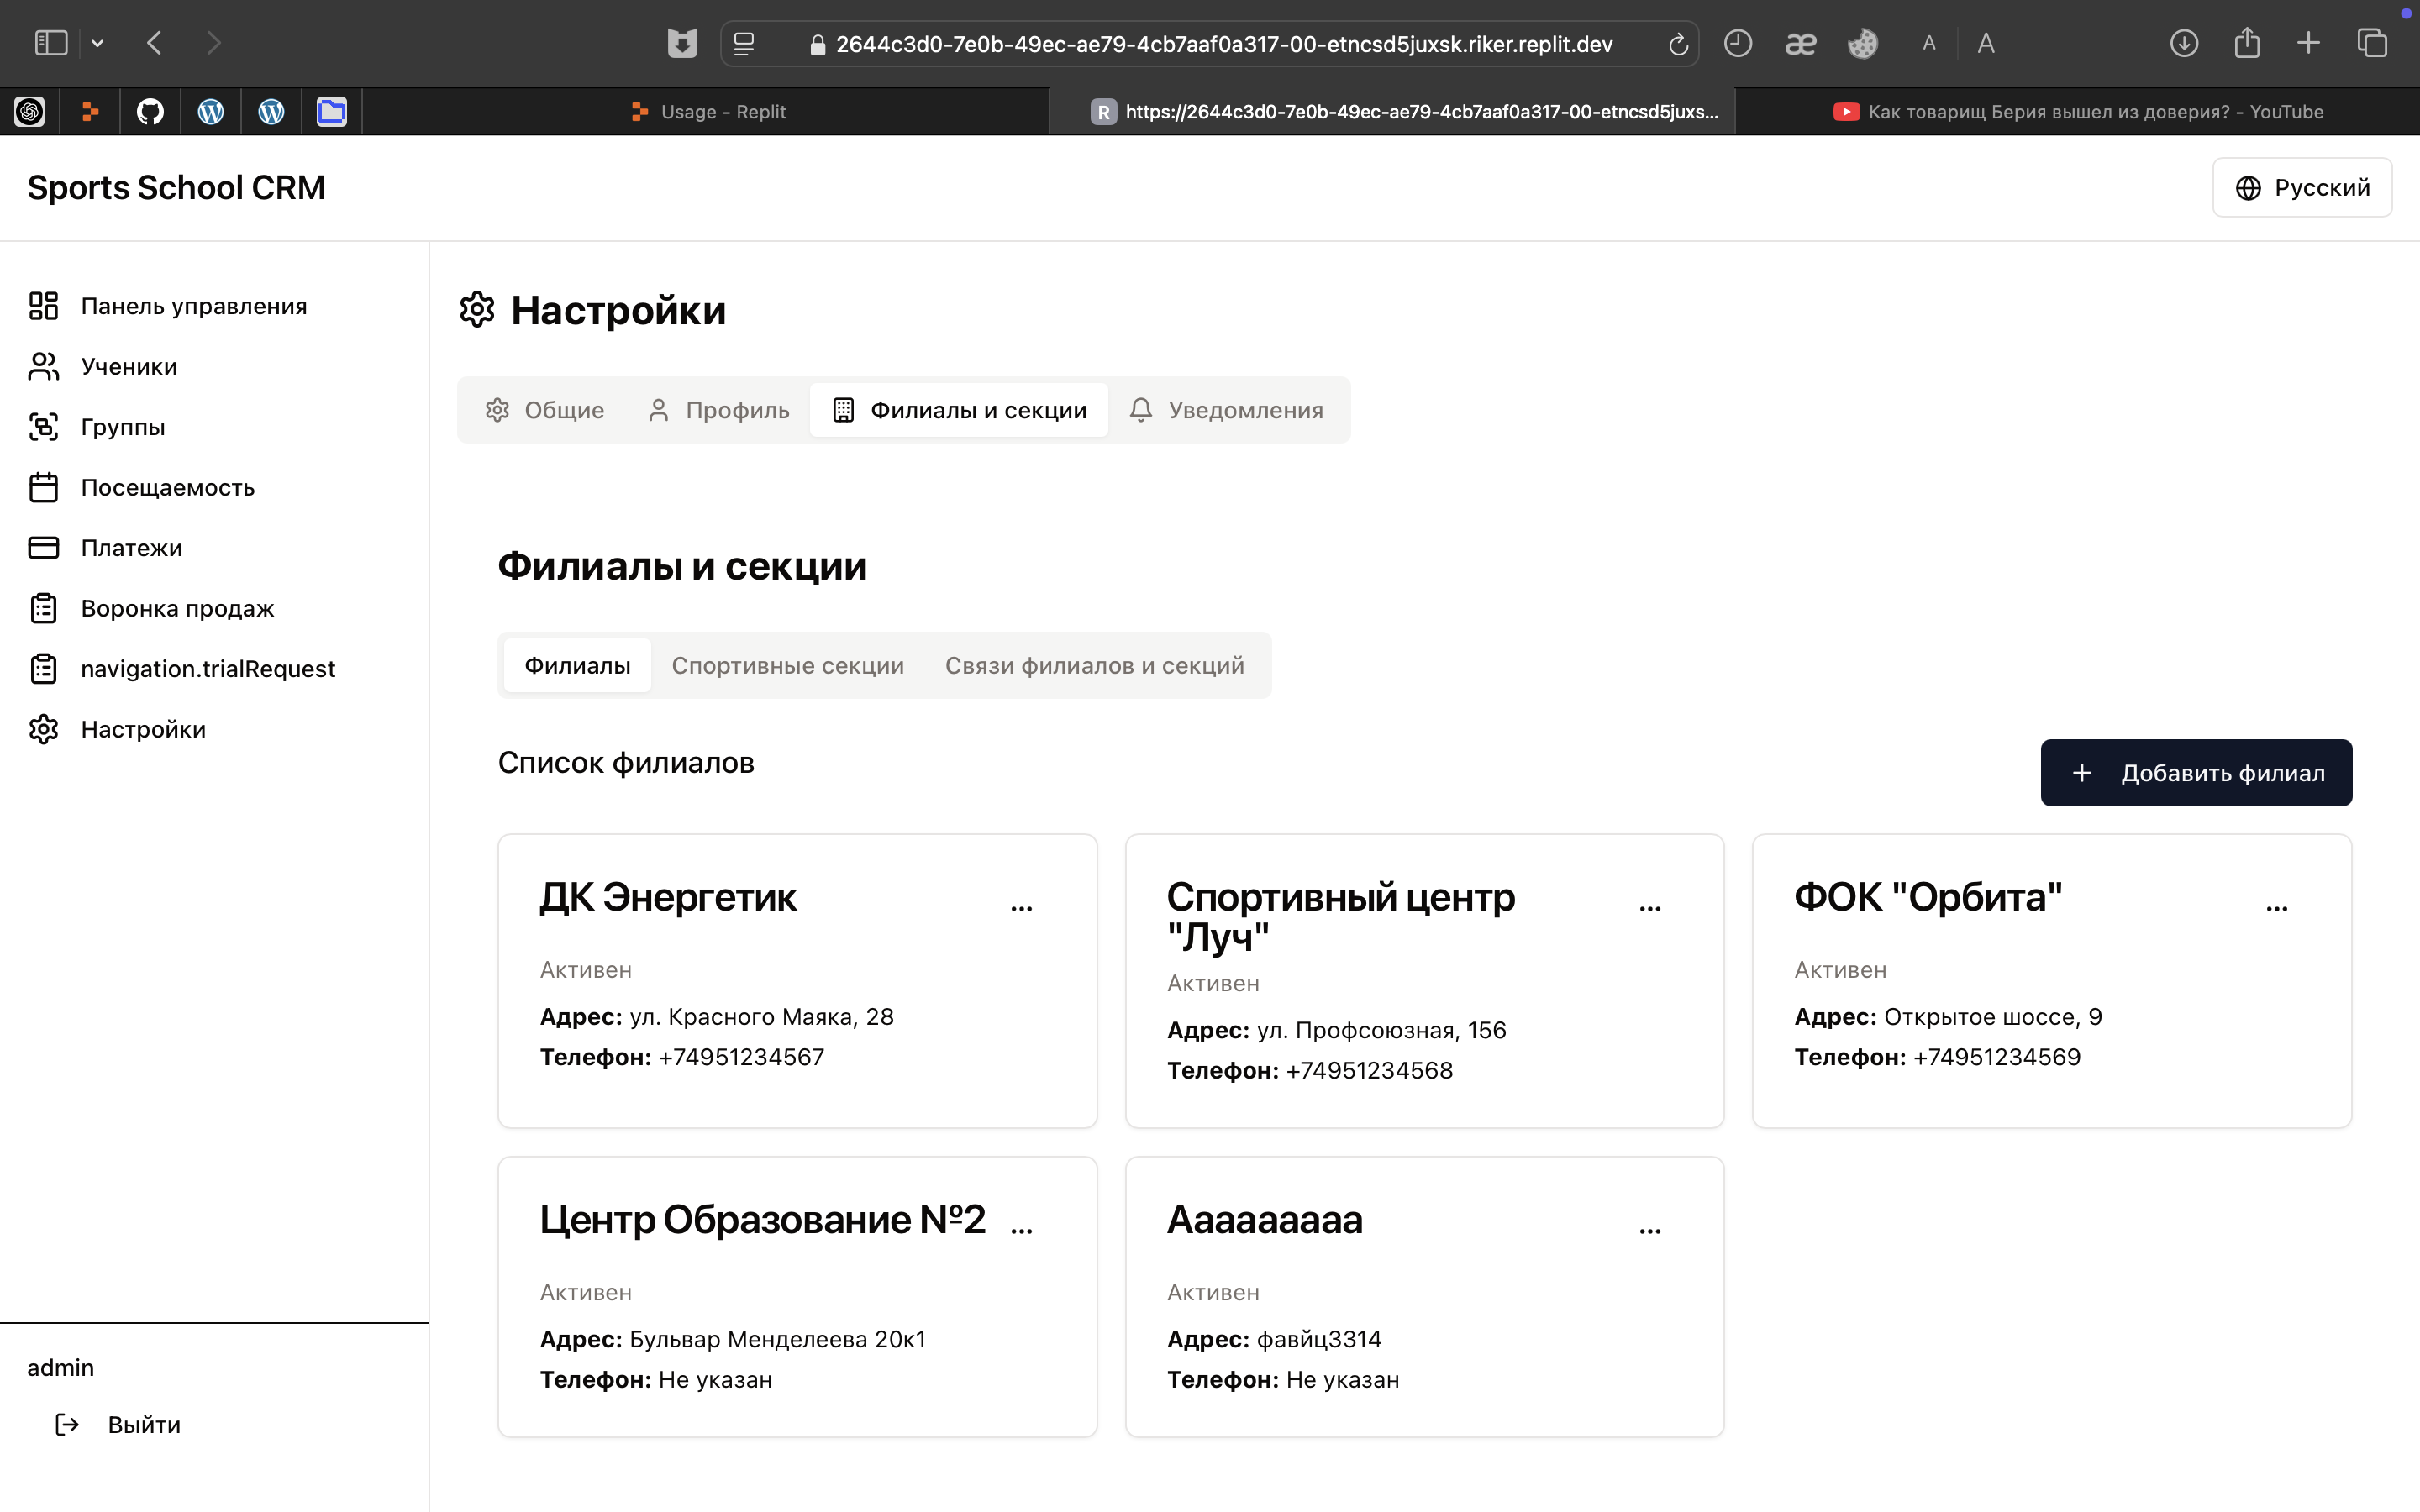 2644c3d0-7e0b-49ec-ae79-4cb7aaf0a317-00-etncsd5juxsk.riker.replit.dev
æ
A
A
Usage - Replit
R
https://2644c3d0-7e0b-49ec-ae79-4cb7aaf0a317-00-etncsd5juxs...
Как товарищ Берия вышел из доверия? - YouTube
Sports School CRM
Русский
Панель управления
Ученики
Группы
Посещаемость
Платежи
Воронка продаж
navigation.trialRequest
Настройки
admin
Выйти
Настройки
Общие
Профиль
Филиалы и секции
Уведомления
Филиалы и секции
Филиалы
Спортивные секции
Связи филиалов и секций
Список филиалов
+ Добавить филиал
ДК Энергетик
...
Активен
Адрес: ул. Красного Маяка, 28
Телефон: +74951234567
Спортивный центр
"Луч"
...
Активен
Адрес: ул. Профсоюзная, 156
Телефон: +74951234568
ФОК "Орбита"
...
Активен
Адрес: Открытое шоссе, 9
Телефон: +74951234569
Центр Образование №2
...
Активен
Адрес: Бульвар Менделеева 20к1
Телефон: Не указан
Ааааааааа
...
Активен
Адрес: фавйц3314
Телефон: Не указан